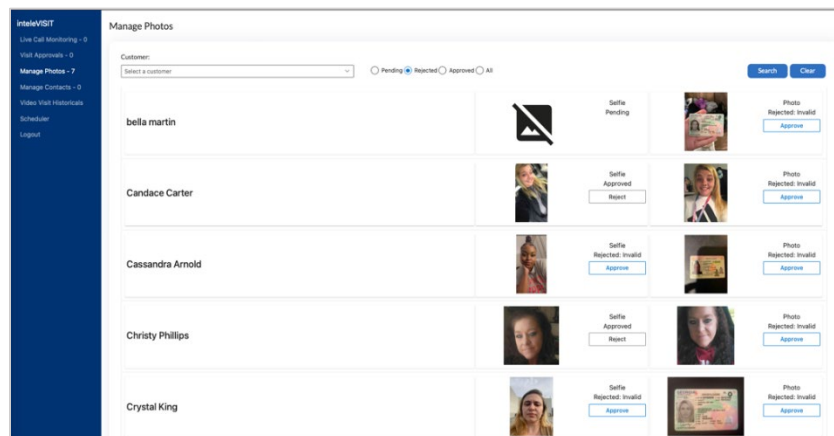 inteleVISIT
Live Call Monitoring - 0
Visit Approvals - 0
Manage Photos - 7
Manage Contacts - 0
Video Visit Historicals
Scheduler
Logout
Manage Photos
Customer:
Select a customer
Pending Rejected Approved All
Search Clear
bella martin
Selfie
Pending
Photo
Rejected: Invalid
Approve
Candace Carter
Selfie
Approved
Reject
Photo
Rejected: Invalid
Approve
Cassandra Arnold
Selfie
Rejected: Invalid
Approve
Photo
Rejected: Invalid
Approve
Christy Phillips
Selfie
Approved
Reject
Photo
Rejected: Invalid
Approve
Crystal King
Selfie
Rejected: Invalid
Approve
Photo
Rejected: Invalid
Approve